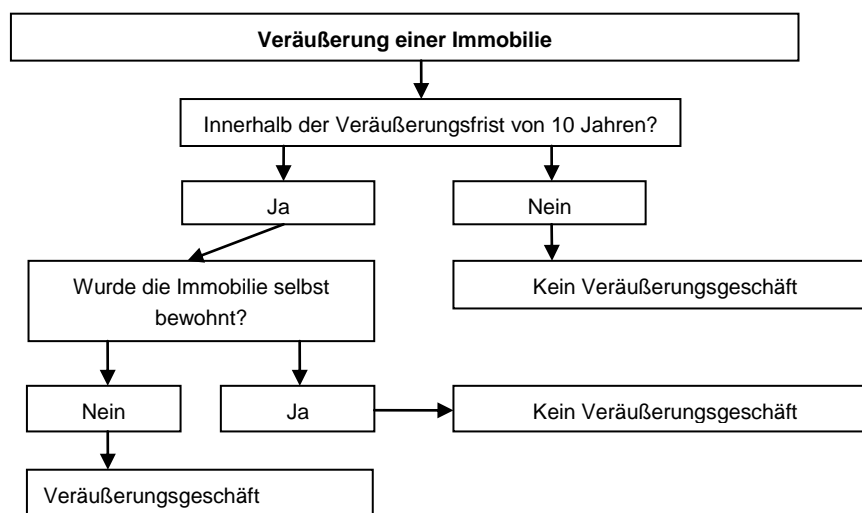 Veräußerung einer Immobilie
Innerhalb der Veräußerungsfrist von 10 Jahren?
Ja
Nein
Wurde die Immobilie selbst
bewohnt?
Kein Veräußerungsgeschäft
Nein
Ja
Kein Veräußerungsgeschäft
Veräußerungsgeschäft